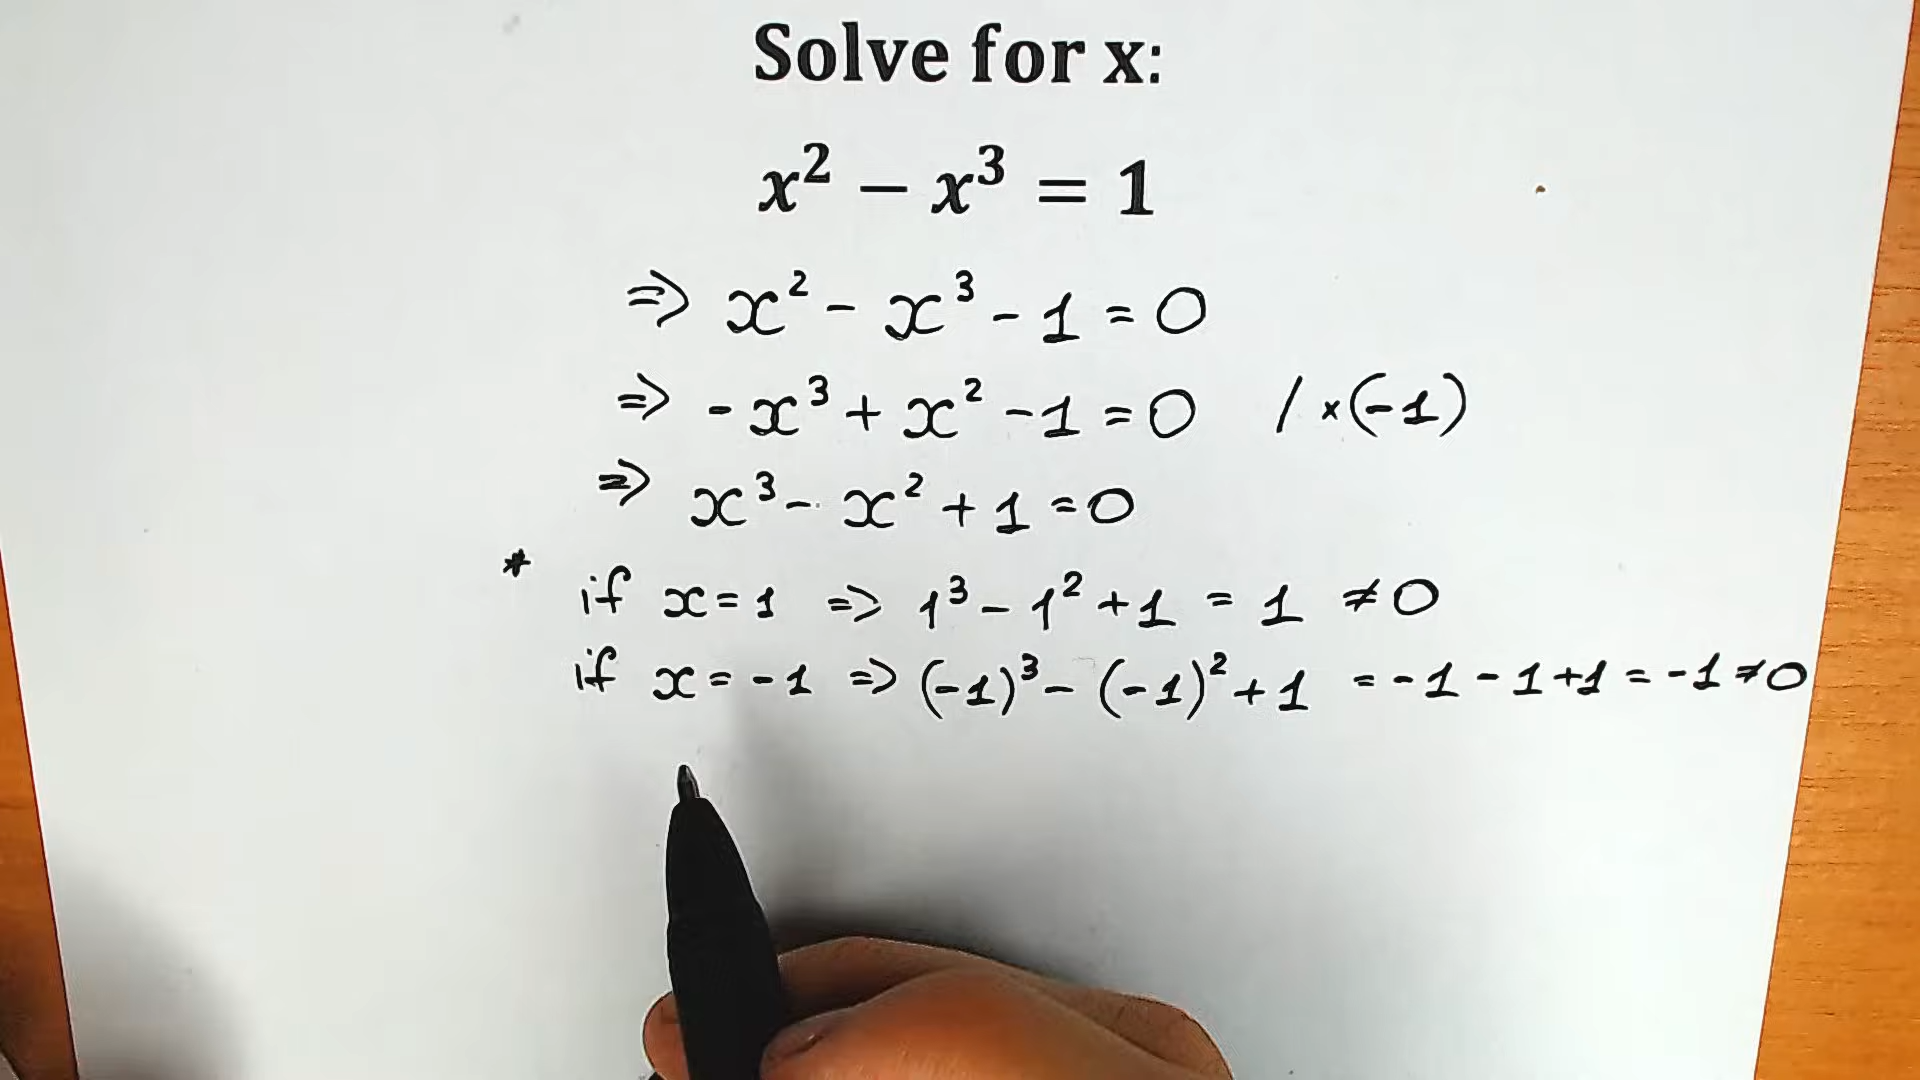 Solve for x:
x² − x³ = 1
⇒ x² - x³ - 1 = 0
⇒ - x³ + x² - 1 = 0 / × (-1)
⇒ x³ - x² + 1 = 0
* if x = 1 ⇒ 1³ - 1² + 1 = 1 ≠ 0
if x = - 1 ⇒ (-1)³ - (-1)² + 1 = - 1 - 1 + 1 = - 1 ≠ 0